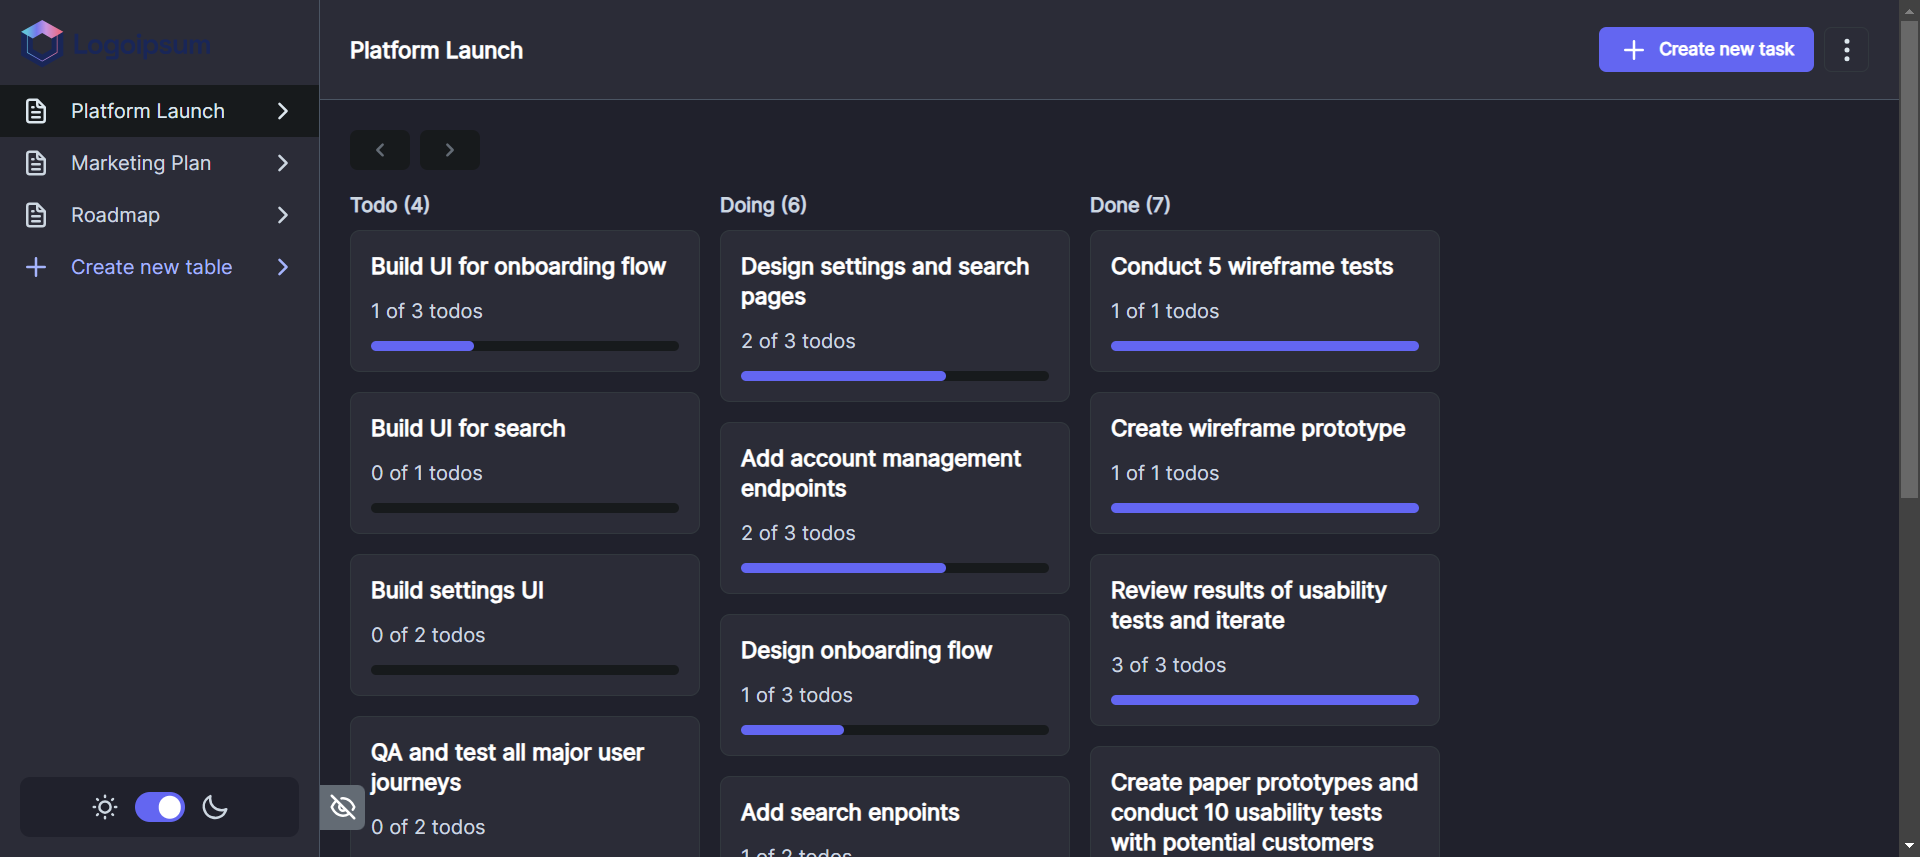 Logoipsum
Platform Launch
Marketing Plan
Roadmap
Create new table
Platform Launch
Create new task
Todo (4)
Build UI for onboarding flow
1 of 3 todos
Build UI for search
0 of 1 todos
Build settings UI
0 of 2 todos
QA and test all major user
journeys
0 of 2 todos
Doing (6)
Design settings and search
pages
2 of 3 todos
Add account management
endpoints
2 of 3 todos
Design onboarding flow
1 of 3 todos
Add search enpoints
1 of 2 todos
Done (7)
Conduct 5 wireframe tests
1 of 1 todos
Create wireframe prototype
1 of 1 todos
Review results of usability
tests and iterate
3 of 3 todos
Create paper prototypes and
conduct 10 usability tests
with potential customers